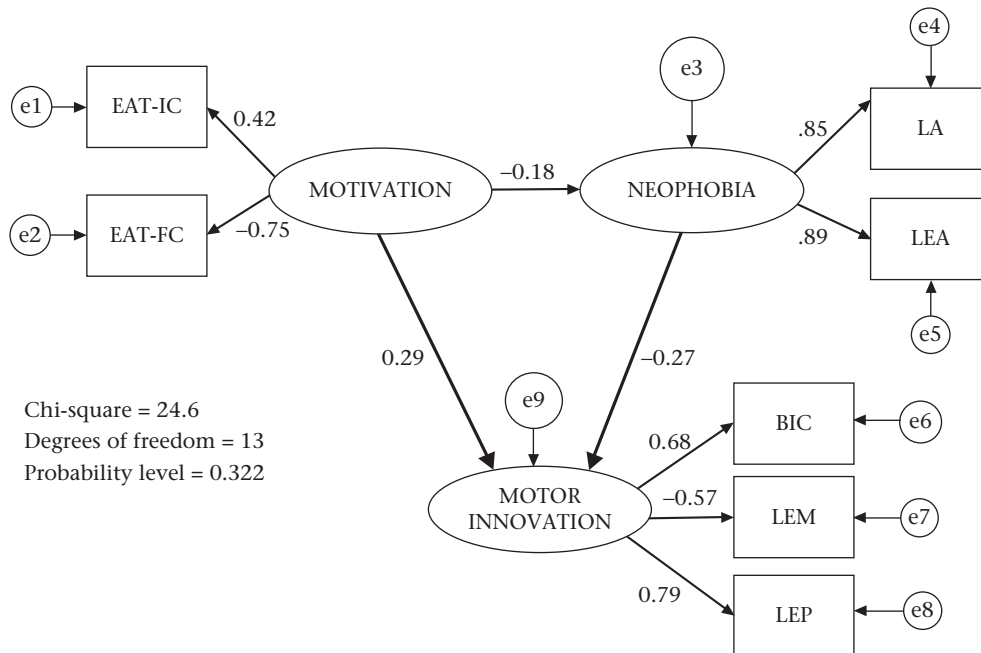 e4
e3
EAT-IC
e1
0.42
.85
LA
MOTIVATION
–0.18
NEOPHOBIA
e2
EAT-FC
–0.75
.89
LEA
e5
0.29
–0.27
Chi-square = 24.6
Degrees of freedom = 13
Probability level = 0.322
e9
BIC
e6
0.68
MOTOR
INNOVATION
–0.57
LEM
e7
0.79
LEP
e8